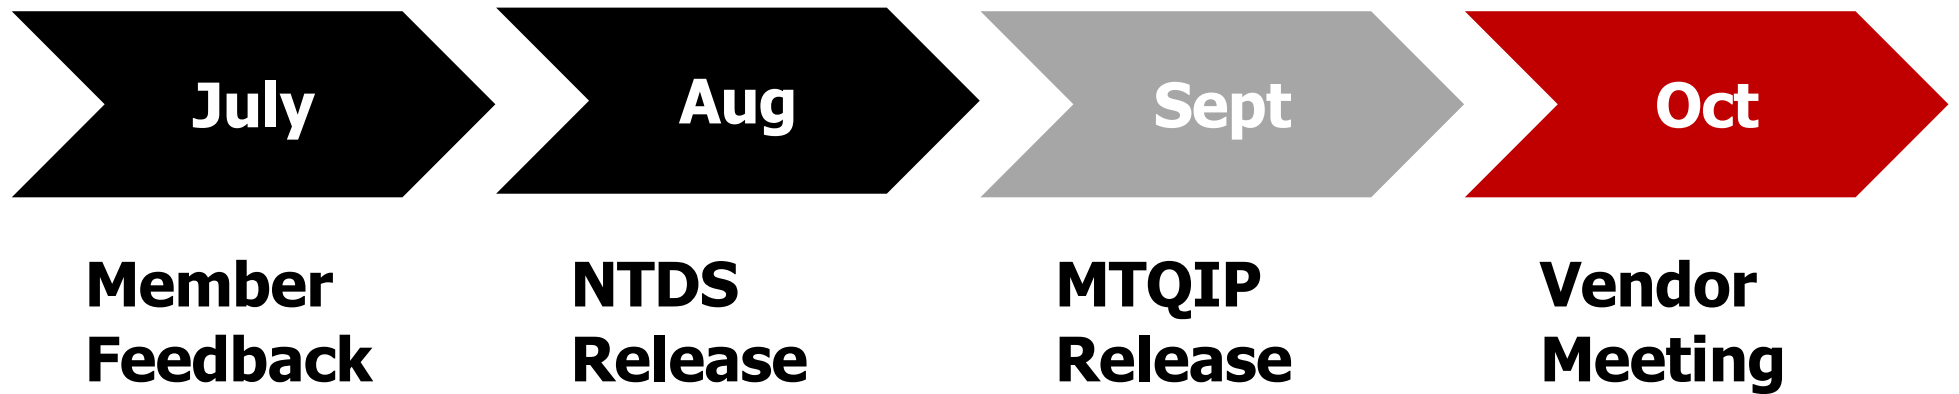 July
Aug
Sept
Oct
Member
Feedback
NTDS
Release
MTQIP
Release
Vendor
Meeting